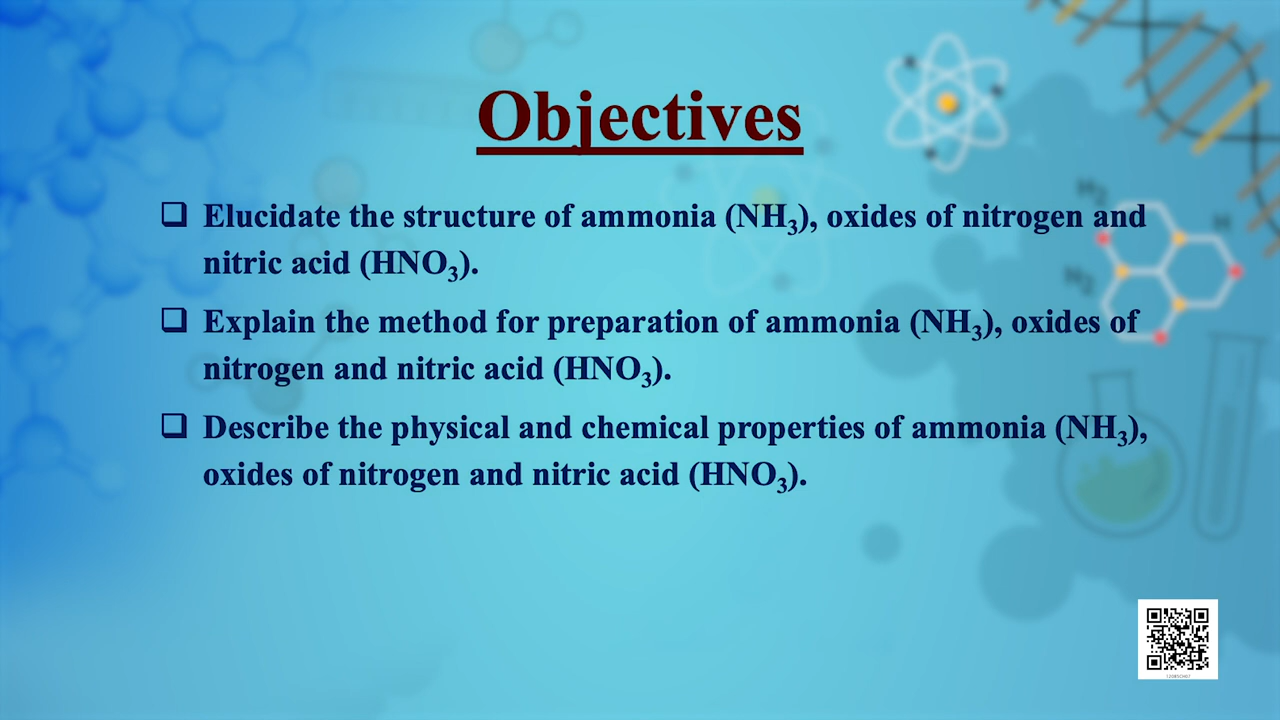 Objectives
❑ Elucidate the structure of ammonia (NH₃), oxides of nitrogen and
nitric acid (HNO₃).
❑ Explain the method for preparation of ammonia (NH₃), oxides of
nitrogen and nitric acid (HNO₃).
❑ Describe the physical and chemical properties of ammonia (NH₃),
oxides of nitrogen and nitric acid (HNO₃).
H2
H
H2